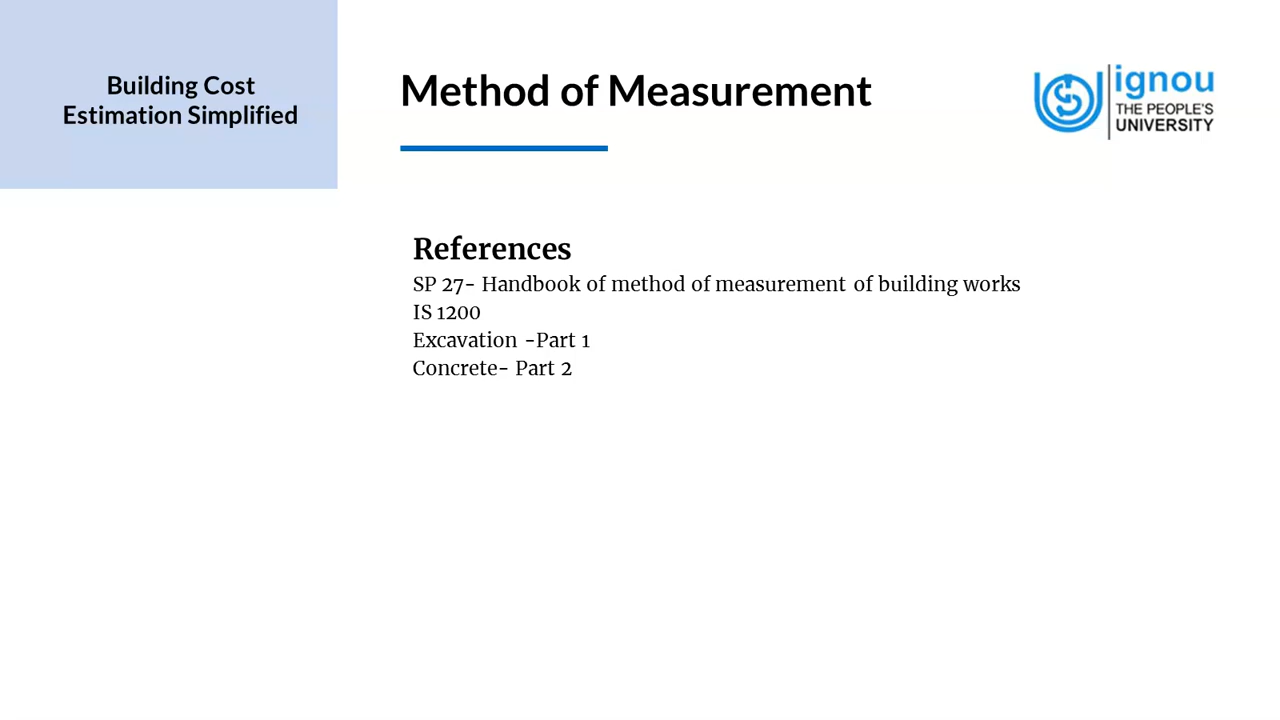 Building Cost
Estimation Simplified
Method of Measurement
ignou
THE PEOPLE'S
UNIVERSITY
References
SP 27- Handbook of method of measurement of building works
IS 1200
Excavation -Part 1
Concrete- Part 2